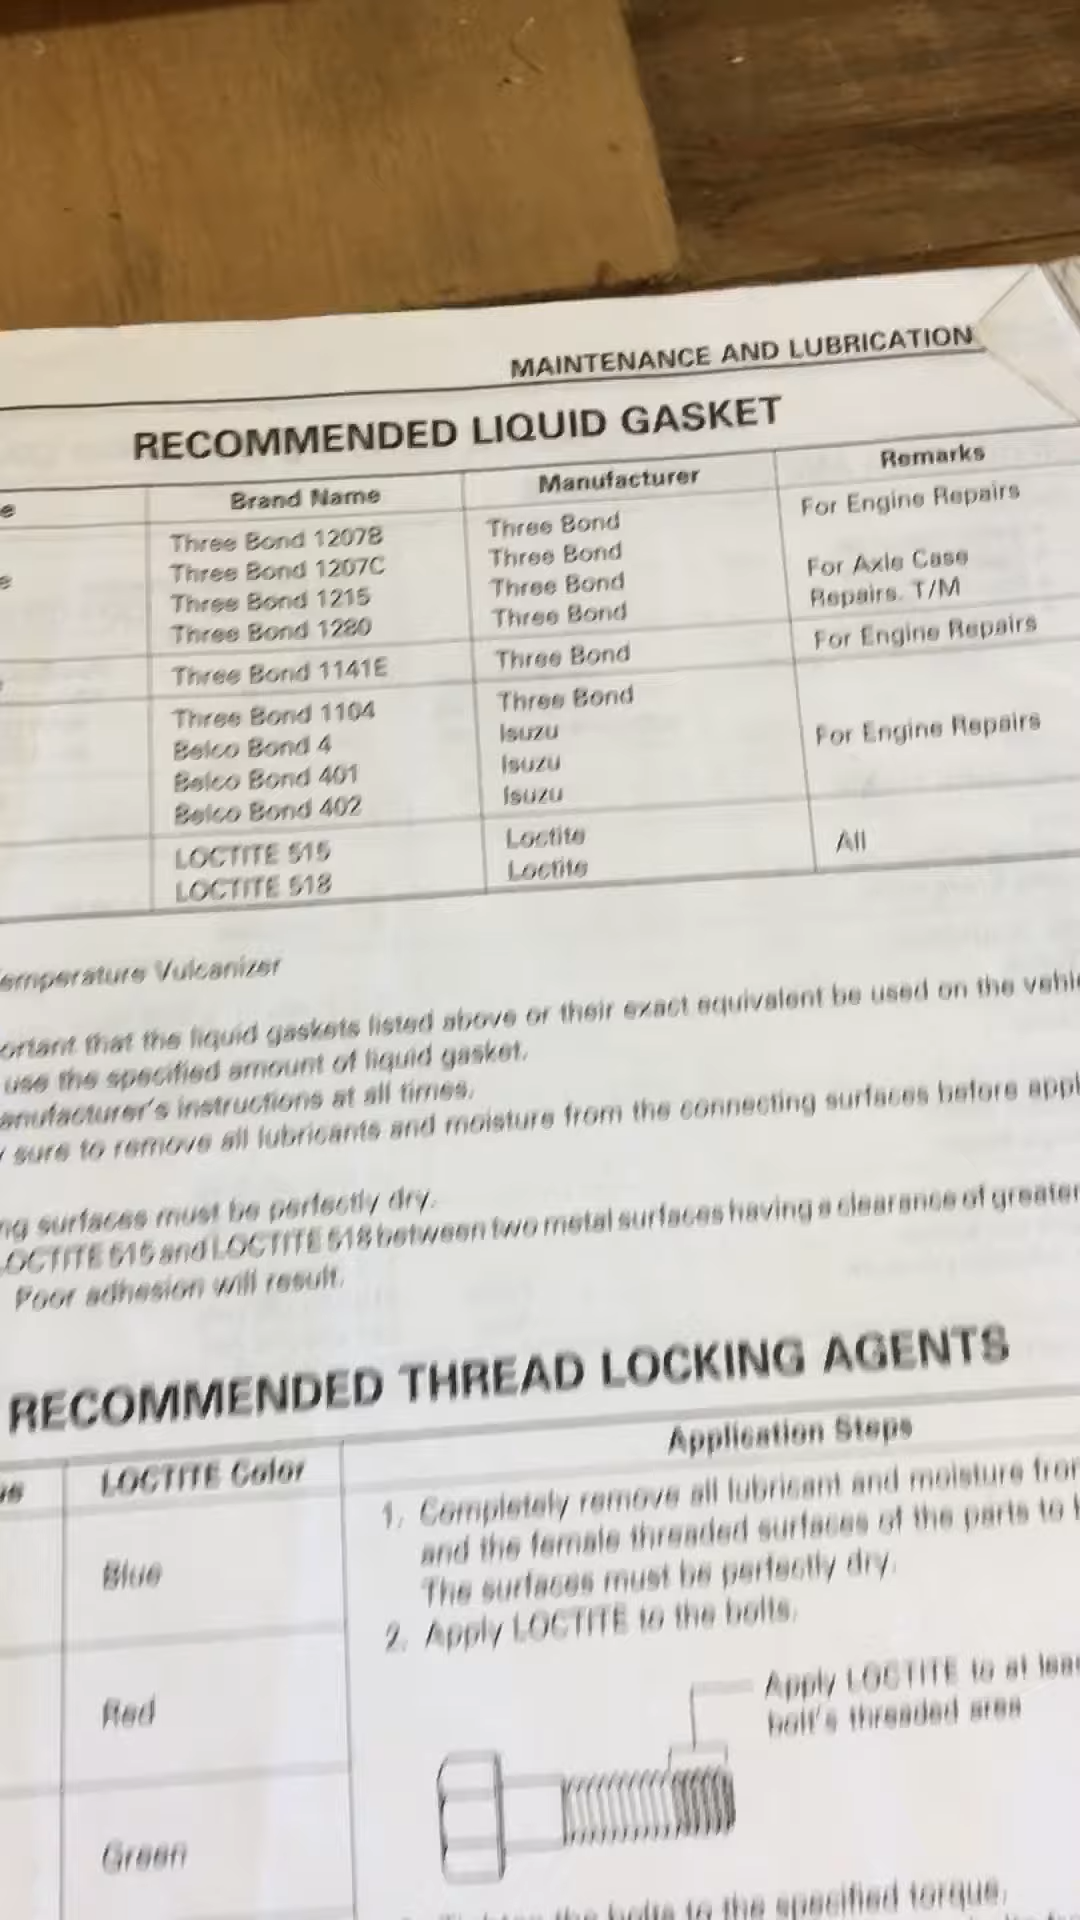 MAINTENANCE AND LUBRICATION
RECOMMENDED LIQUID GASKET
e Brand Name Manufacturer Remarks
Three Bond 1207B Three Bond For Engine Repairs
e Three Bond 1207C Three Bond
Three Bond 1215 Three Bond For Axle Case
Three Bond 1280 Three Bond Repairs. T/M
Three Bond 1141E Three Bond For Engine Repairs
Three Bond 1104 Three Bond
Belco Bond 4 Isuzu For Engine Repairs
Belco Bond 401 Isuzu
Belco Bond 402 Isuzu
LOCTITE 515 Loctite All
LOCTITE 518 Loctite
emperature Vulcanizer
ortant that the liquid gaskets listed above or their exact equivalent be used on the vehi
use the specified amount of liquid gasket.
anufacturer's instructions at all times.
sure to remove all lubricants and moisture from the connecting surfaces before appl
ng surfaces must be perfectly dry.
LOCTITE 515 and LOCTITE 518 between two metal surfaces having a clearance of greater
Poor adhesion will result.
RECOMMENDED THREAD LOCKING AGENTS
LOCTITE Color Application Steps
Blue
Red
Green
1. Completely remove all lubricant and moisture from
and the female threaded surfaces of the parts to
The surfaces must be perfectly dry.
2. Apply LOCTITE to the bolts.
Apply LOCTITE to at lea
bolt's threaded area
Tighten the bolts to the specified torque.